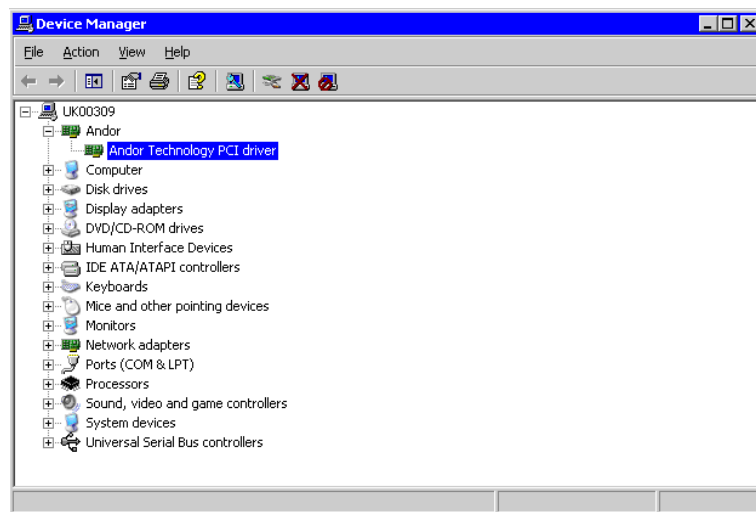 Device Manager
File Action View Help
UK00309
Andor
Andor Technology PCI driver
Computer
Disk drives
Display adapters
DVD/CD-ROM drives
Human Interface Devices
IDE ATA/ATAPI controllers
Keyboards
Mice and other pointing devices
Monitors
Network adapters
Ports (COM & LPT)
Processors
Sound, video and game controllers
System devices
Universal Serial Bus controllers